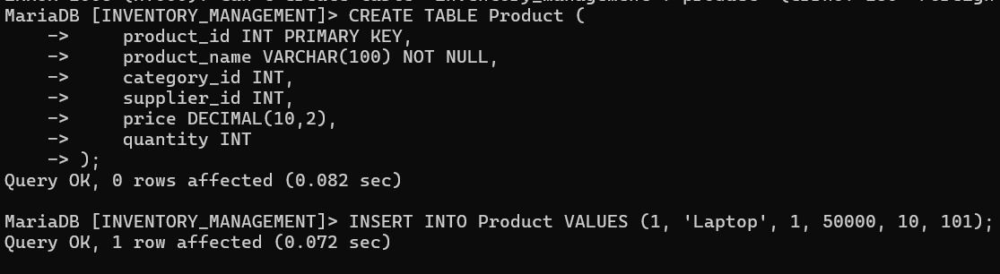 MariaDB [INVENTORY_MANAGEMENT]> CREATE TABLE Product (
    ->     product_id INT PRIMARY KEY,
    ->     product_name VARCHAR(100) NOT NULL,
    ->     category_id INT,
    ->     supplier_id INT,
    ->     price DECIMAL(10,2),
    ->     quantity INT
    -> );
Query OK, 0 rows affected (0.082 sec)

MariaDB [INVENTORY_MANAGEMENT]> INSERT INTO Product VALUES (1, 'Laptop', 1, 50000, 10, 101);
Query OK, 1 row affected (0.072 sec)